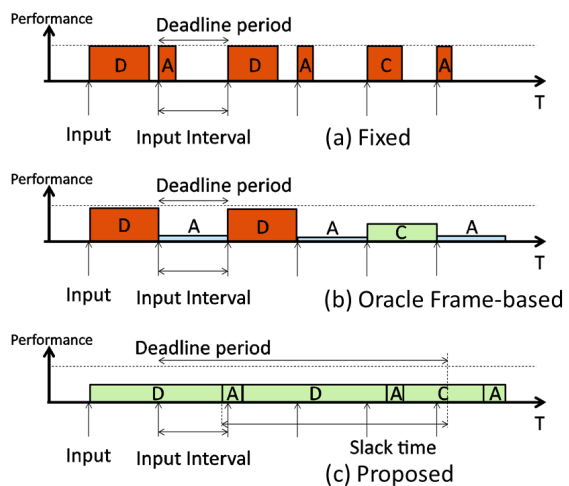 Performance
Deadline period
D A D A C A
T
Input
Input Interval
(a) Fixed
Performance
Deadline period
D A D A C A
T
Input
Input Interval
(b) Oracle Frame-based
Performance
Deadline period
D A D A C A
T
Input
Input Interval
Slack time
(c) Proposed